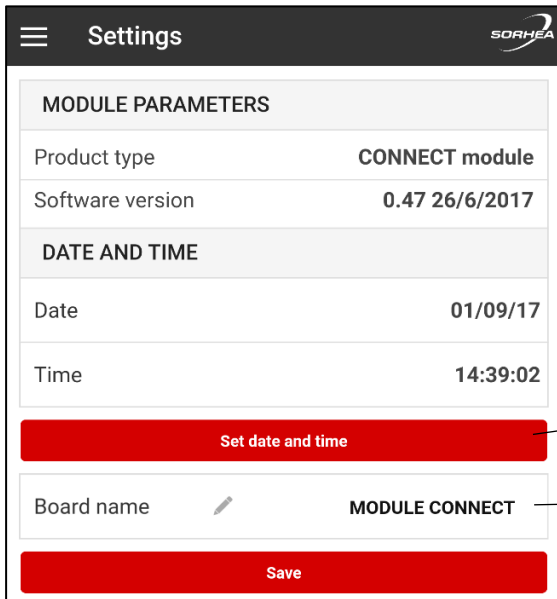 Settings
SORHEA
MODULE PARAMETERS
Product type CONNECT module
Software version 0.47 26/6/2017
DATE AND TIME
Date 01/09/17
Time 14:39:02
Set date and time
Board name MODULE CONNECT
Save